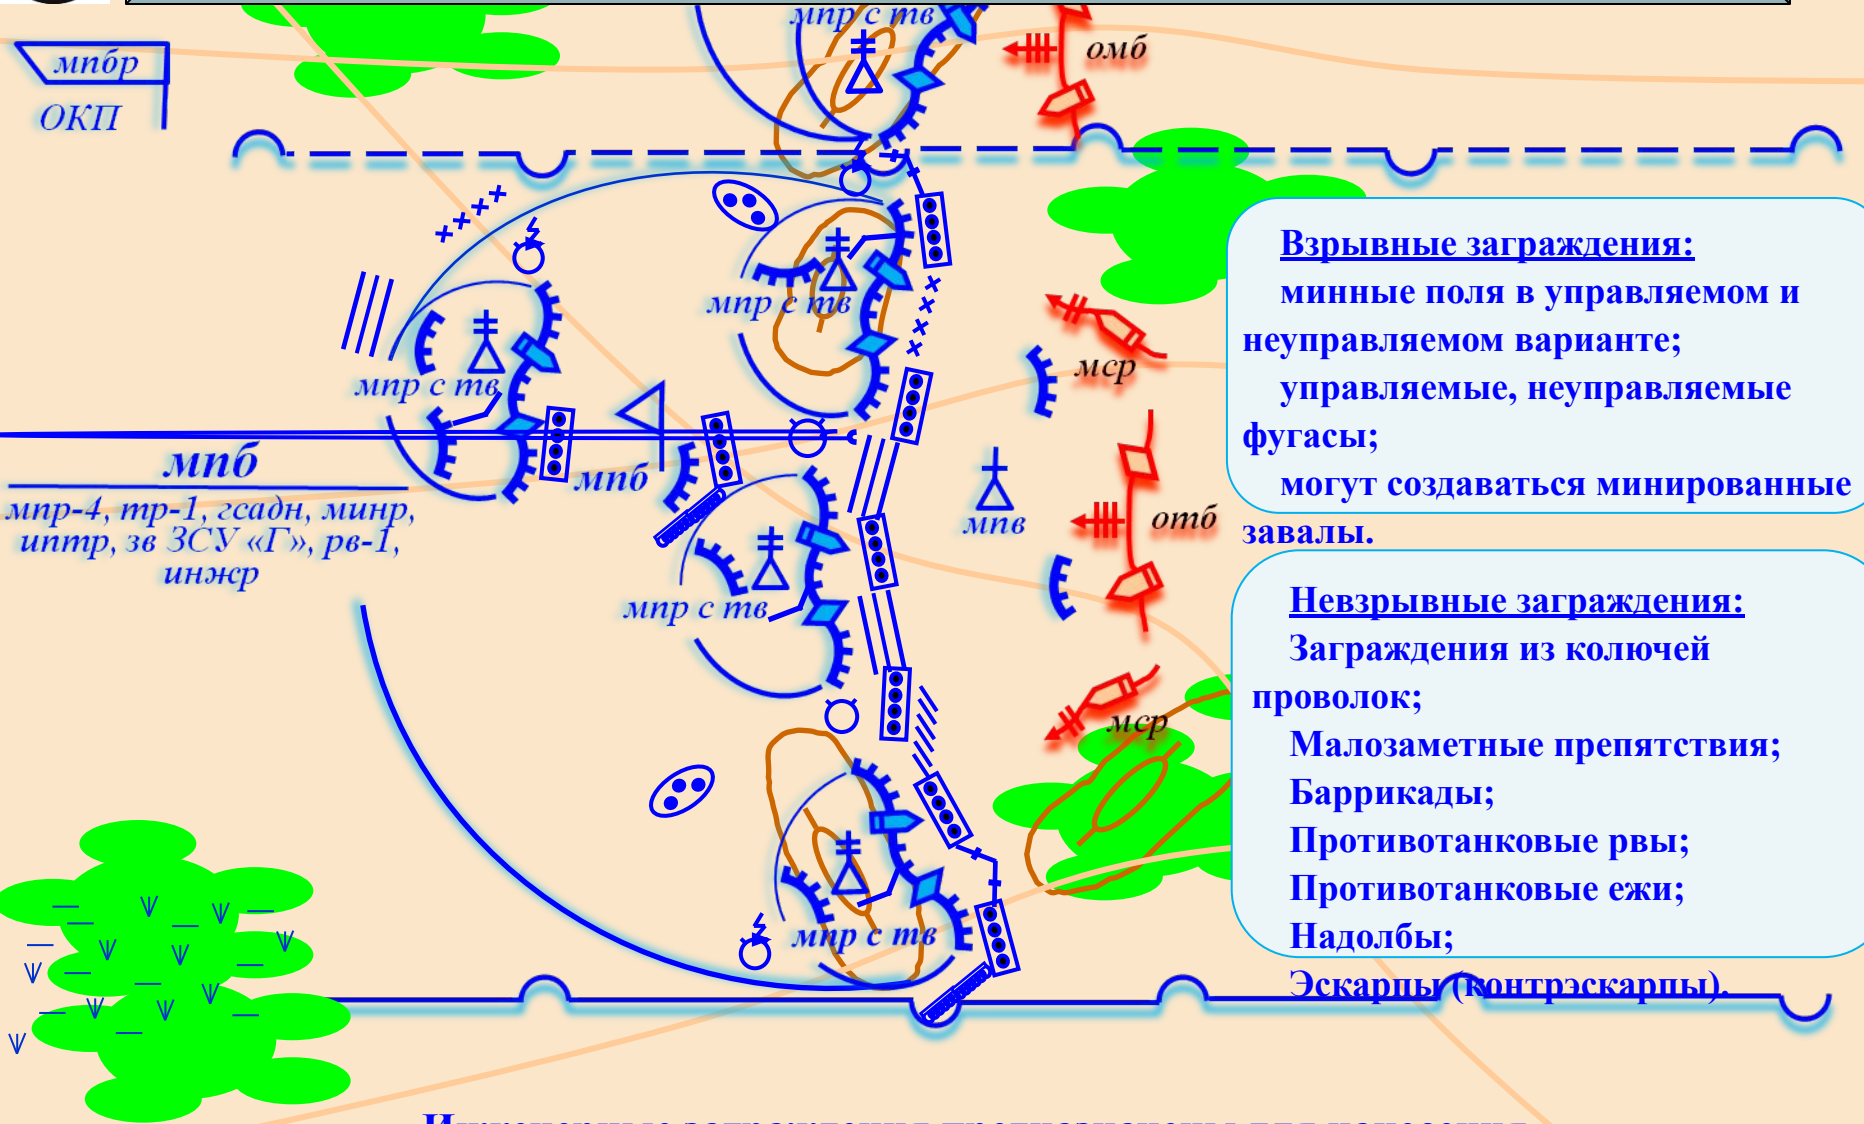 мпр с тв
омб
мпбр
ОКП
Взрывные заграждения:
минные поля в управляемом и
неуправляемом варианте;
управляемые, неуправляемые
фугасы;
могут создаваться минированные
завалы.
мпр с тв
мср
мпр с тв
мпб
мпб
мпр-4, тр-1, гсадн, минр,
иптр, зв ЗСУ «Г», рв-1,
инжр
мпв
отб
мпр с тв
Невзрывные заграждения:
Заграждения из колючей
проволок;
Малозаметные препятствия;
Баррикады;
Противотанковые рвы;
Противотанковые ежи;
Надолбы;
Эскарпы (контрэскарпы).
мср
мпр с тв